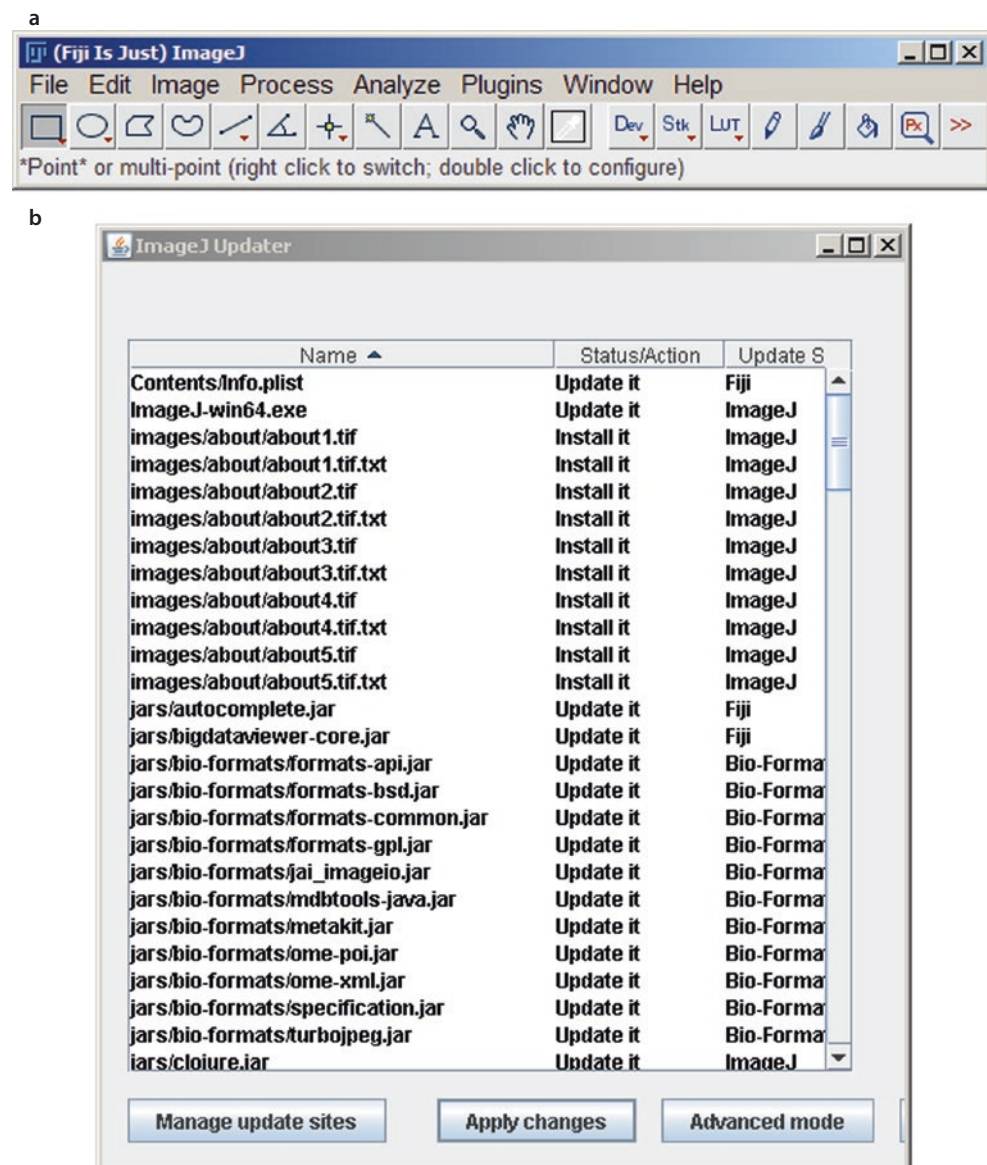 a
(Fiji Is Just) ImageJ
File Edit Image Process Analyze Plugins Window Help
A Dev Stk LUT Px >>
*Point* or multi-point (right click to switch; double click to configure)
b
ImageJ Updater
Name Status/Action Update S
Contents/Info.plist Update it Fiji
ImageJ-win64.exe Update it ImageJ
images/about/about1.tif Install it ImageJ
images/about/about1.tif.txt Install it ImageJ
images/about/about2.tif Install it ImageJ
images/about/about2.tif.txt Install it ImageJ
images/about/about3.tif Install it ImageJ
images/about/about3.tif.txt Install it ImageJ
images/about/about4.tif Install it ImageJ
images/about/about4.tif.txt Install it ImageJ
images/about/about5.tif Install it ImageJ
images/about/about5.tif.txt Install it ImageJ
jars/autocomplete.jar Update it Fiji
jars/bigdataviewer-core.jar Update it Fiji
jars/bio-formats/formats-api.jar Update it Bio-Forma
jars/bio-formats/formats-bsd.jar Update it Bio-Forma
jars/bio-formats/formats-common.jar Update it Bio-Forma
jars/bio-formats/formats-gpl.jar Update it Bio-Forma
jars/bio-formats/jai_imageio.jar Update it Bio-Forma
jars/bio-formats/mdbtools-java.jar Update it Bio-Forma
jars/bio-formats/metakit.jar Update it Bio-Forma
jars/bio-formats/ome-poi.jar Update it Bio-Forma
jars/bio-formats/ome-xml.jar Update it Bio-Forma
jars/bio-formats/specification.jar Update it Bio-Forma
jars/bio-formats/turbojpeg.jar Update it Bio-Forma
jars/clojure.jar Update it ImageJ
Manage update sites Apply changes Advanced mode